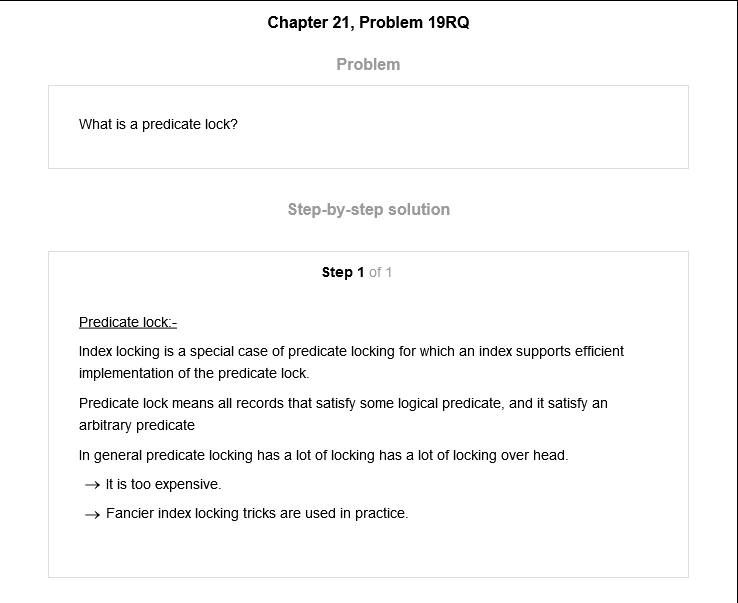 Chapter 21, Problem 19RQ
Problem
What is a predicate lock?
Step-by-step solution
Step 1 of 1
Predicate lock:-
Index locking is a special case of predicate locking for which an index supports efficient
implementation of the predicate lock.
Predicate lock means all records that satisfy some logical predicate, and it satisfy an
arbitrary predicate
In general predicate locking has a lot of locking has a lot of locking over head.
→ It is too expensive.
→ Fancier index locking tricks are used in practice.